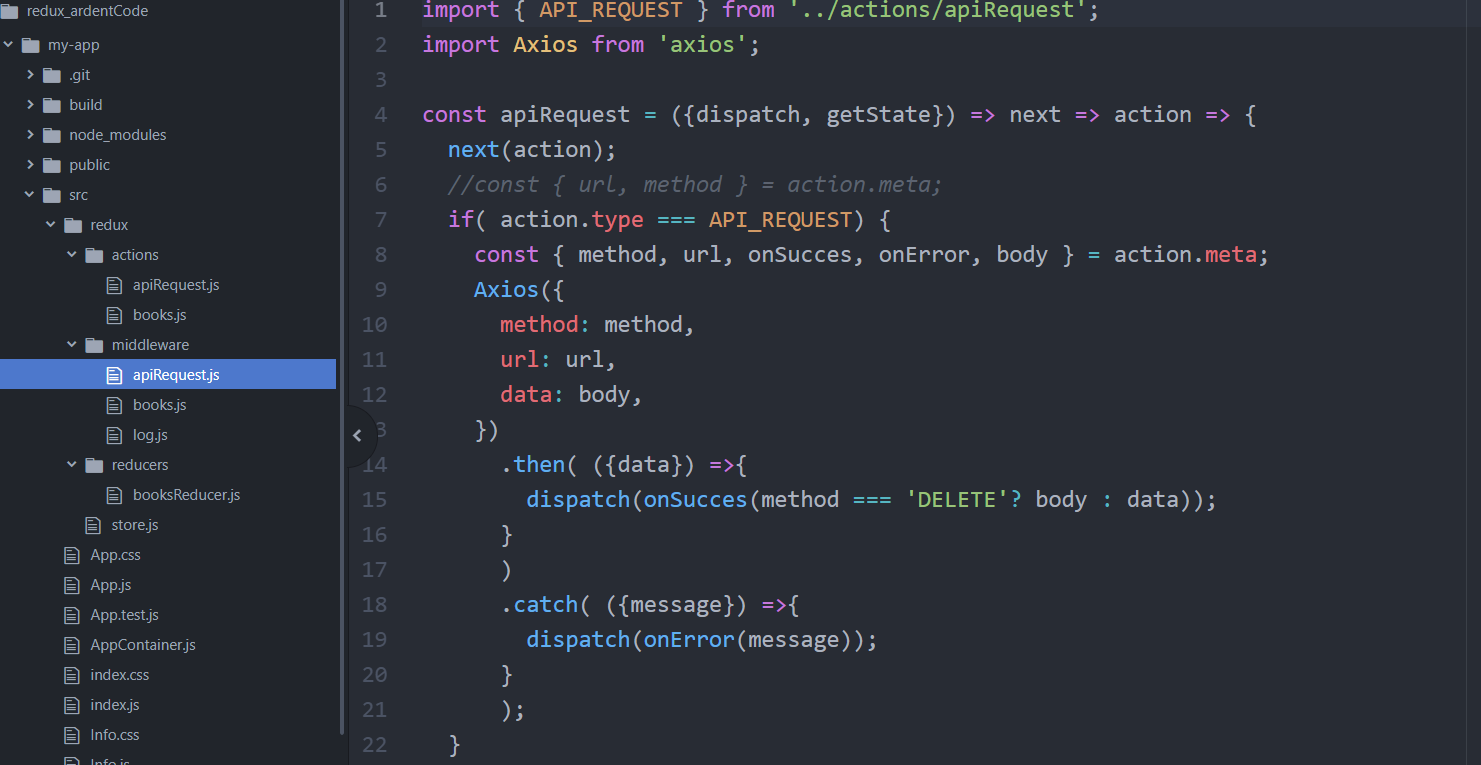 redux_ardentCode
my-app
.git
build
node_modules
public
src
redux
actions
apiRequest.js
books.js
middleware
apiRequest.js
books.js
log.js
reducers
booksReducer.js
store.js
App.css
App.js
App.test.js
AppContainer.js
index.css
index.js
Info.css
Info.js
1 import { API_REQUEST } from '../actions/apiRequest';
2 import Axios from 'axios';
3
4 const apiRequest = ({dispatch, getState}) => next => action => {
5 next(action);
6 //const { url, method } = action.meta;
7 if( action.type === API_REQUEST) {
8 const { method, url, onSucces, onError, body } = action.meta;
9 Axios({
10 method: method,
11 url: url,
12 data: body,
3 })
14 .then( ({data}) =>{
15 dispatch(onSucces(method === 'DELETE'? body : data));
16 }
17 )
18 .catch( ({message}) =>{
19 dispatch(onError(message));
20 }
21 );
22 }